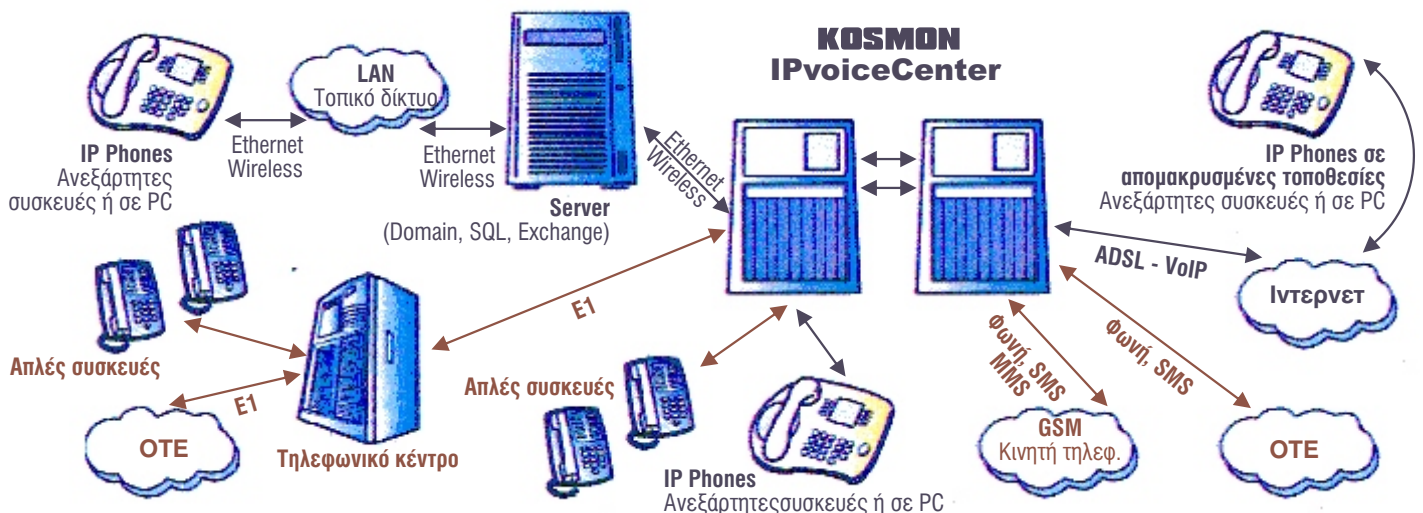 KOSMON
IPvoiceCenter
LAN
Τοπικό δίκτυο
Ethernet
Wireless
IP Phones
Ανεξάρτητες
συσκευές ή σε PC
Ethernet
Wireless
Server
(Domain, SQL, Exchange)
Ethernet
Wireless
IP Phones σε
απομακρυσμένες τοποθεσίες
Ανεξάρτητες συσκευές ή σε PC
ADSL - VoIP
Ιντερνετ
E1
Απλές συσκευές
E1
ΟΤΕ
Τηλεφωνικό κέντρο
Απλές συσκευές
IP Phones
Ανεξάρτητεςσυσκευές ή σε PC
Φωνή, SMS
MMS
GSM
Κινητή τηλεφ.
Φωνή, SMS
ΟΤΕ